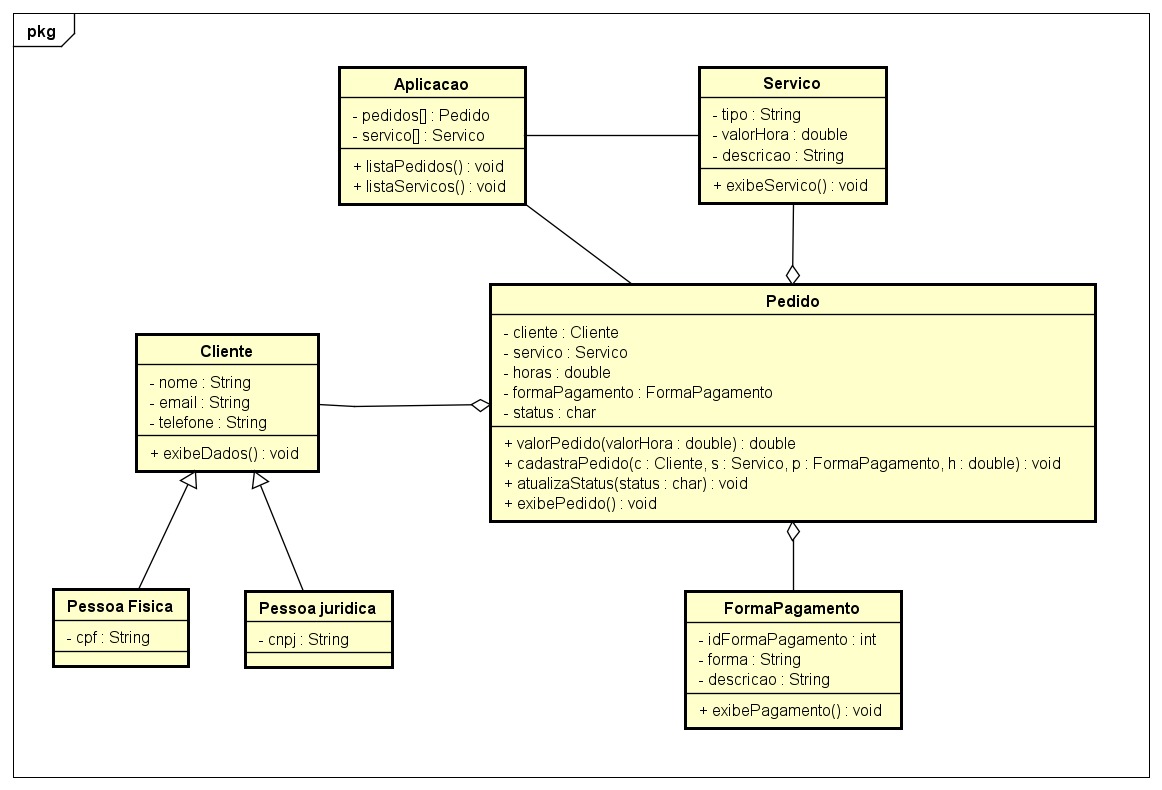 pkg
Aplicacao
- pedidos[] : Pedido
- servico[] : Servico
+ listaPedidos() : void
+ listaServicos() : void
Servico
- tipo : String
- valorHora : double
- descricao : String
+ exibeServico() : void
Pedido
- cliente : Cliente
- servico : Servico
- horas : double
- formaPagamento : FormaPagamento
- status : char
+ valorPedido(valorHora : double) : double
+ cadastraPedido(c : Cliente, s : Servico, p : FormaPagamento, h : double) : void
+ atualizaStatus(status : char) : void
+ exibePedido() : void
Cliente
- nome : String
- email : String
- telefone : String
+ exibeDados() : void
Pessoa Fisica
- cpf : String
Pessoa juridica
- cnpj : String
FormaPagamento
- idFormaPagamento : int
- forma : String
- descricao : String
+ exibePagamento() : void